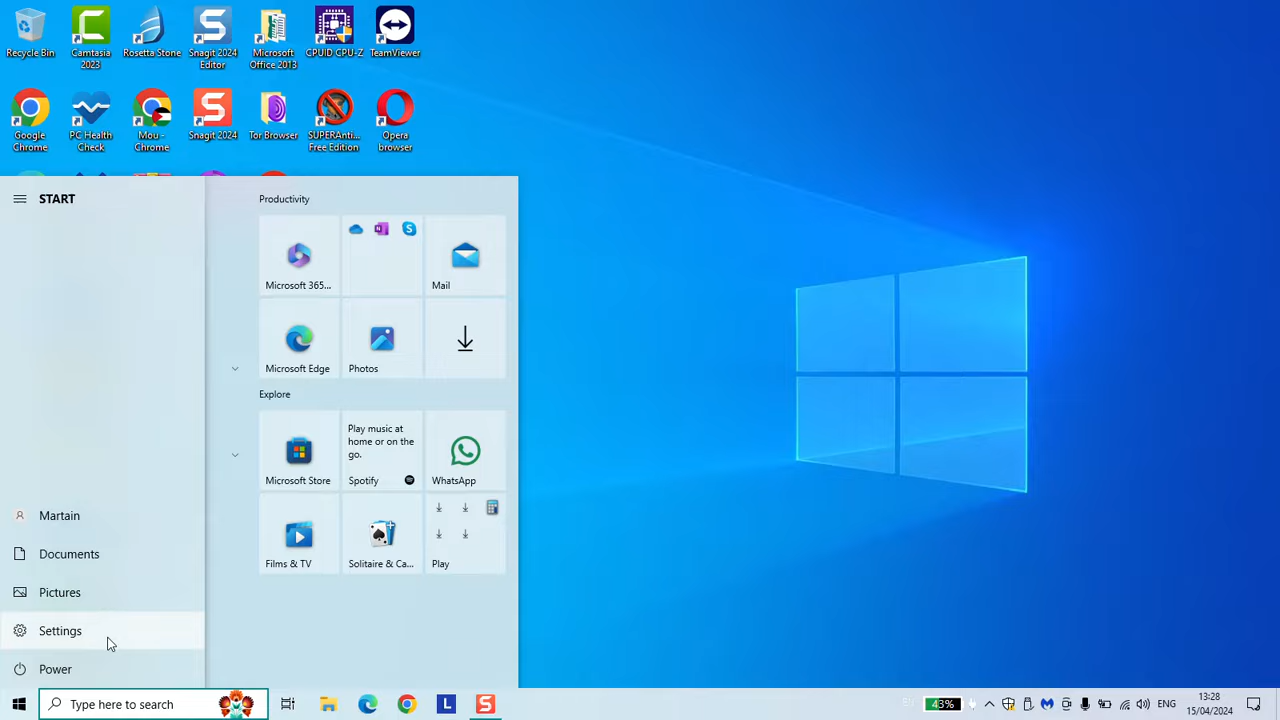 Recycle Bin
Camtasia
2023
Rosetta Stone
Snagit 2024
Editor
Microsoft
Office 2013
CPUID CPU-Z
TeamViewer
Google
Chrome
PC Health
Check
Mou -
Chrome
Snagit 2024
Tor Browser
SUPERAnti...
Free Edition
Opera
browser
START
Martain
Documents
Pictures
Settings
Power
Productivity
Microsoft 365...
Mail
Microsoft Edge
Photos
Explore
Microsoft Store
Play music at
home or on the
go.
Spotify
WhatsApp
Films & TV
Solitaire & Ca...
Play
Type here to search
43%
ENG
13:28
15/04/2024